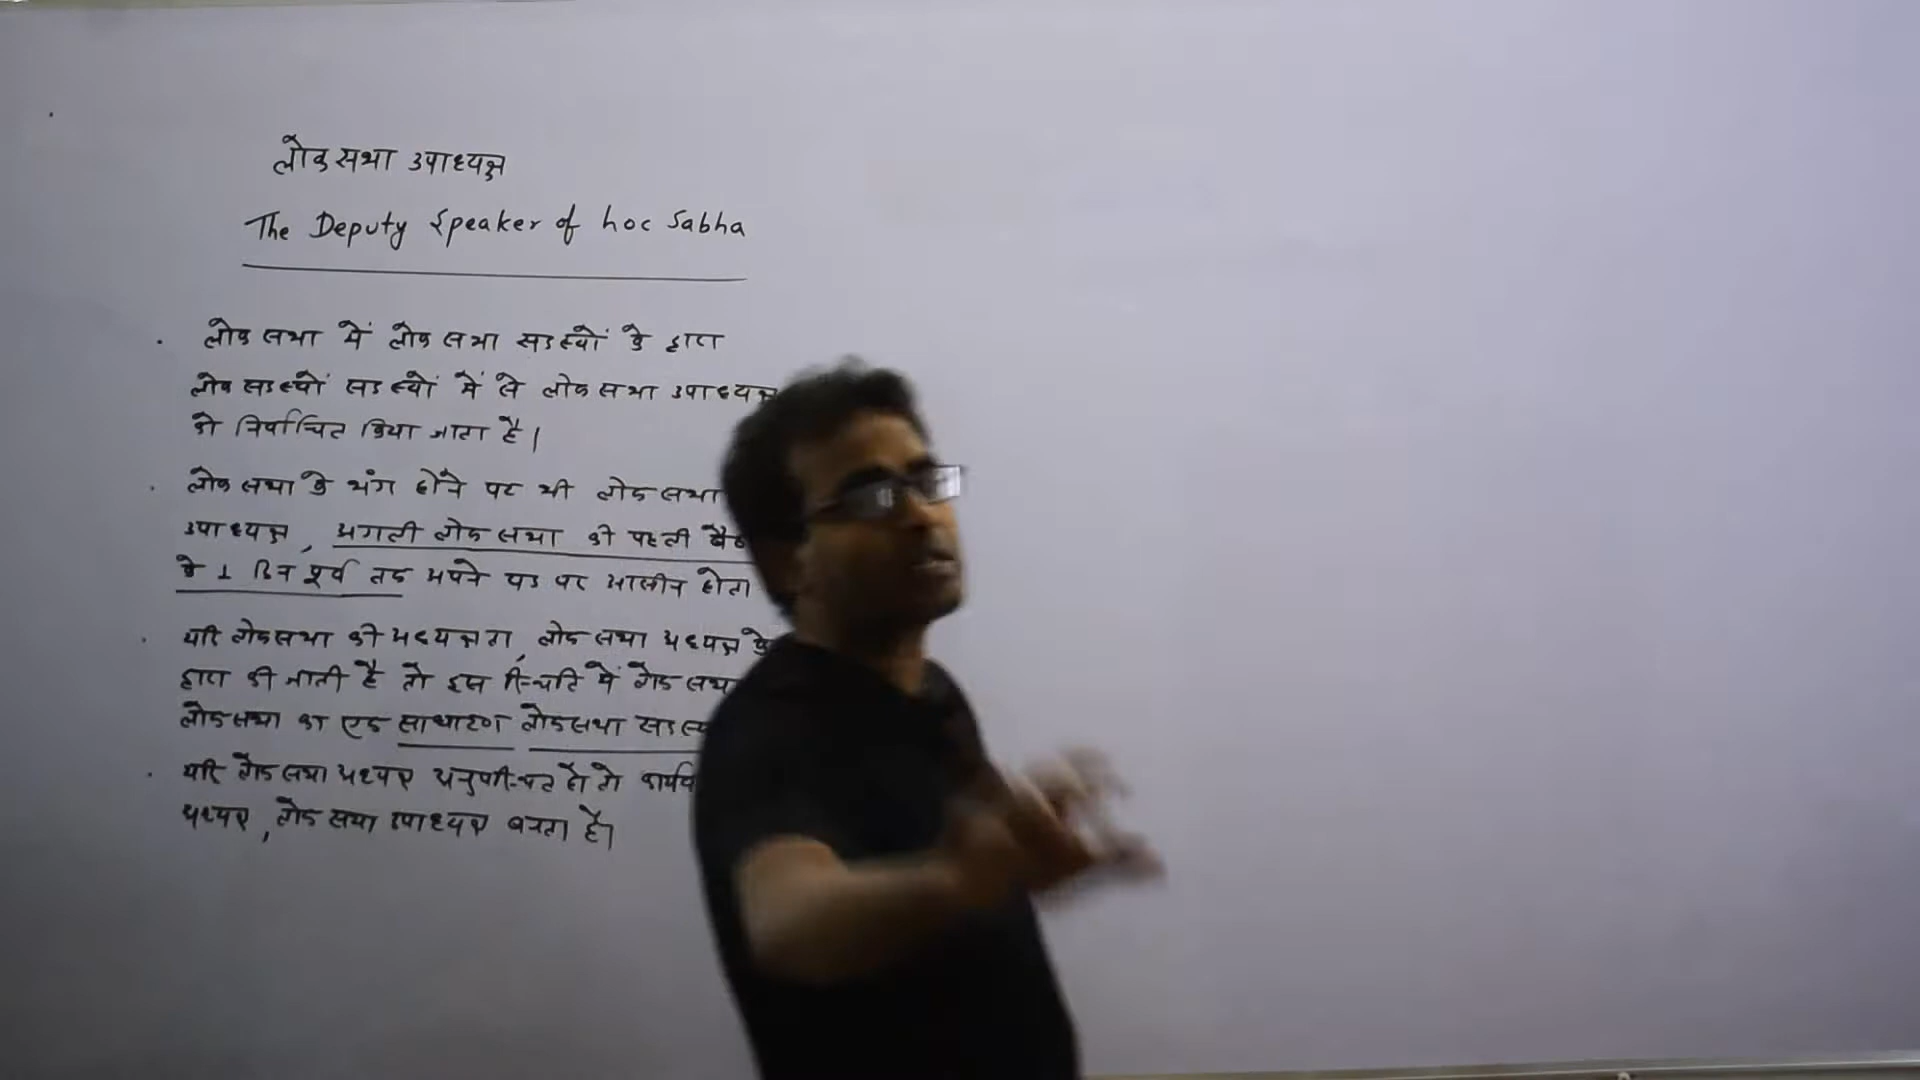 लोक सभा उपाध्यक्ष
The Deputy Speaker of Loc Sabha
लोक सभा में लोक सभा सदस्यों के द्वारा
लोक सदस्यों सदस्यों में से लोक सभा उपाध्यक्ष
को निर्वाचित किया जाता है।
लोक सभा के भंग होने पर भी लोक सभा
उपाध्यक्ष, अगली लोक सभा की पहली
के 1 दिन पूर्व तक अपने पद पर आसीन होता
यदि लोकसभा की अध्यक्षता, लोक सभा अध्यक्ष के
द्वारा की जाती है तो इस स्थिति में लोक सभा
लोकसभा का एक साधारण लोकसभा
यदि लोक सभा अध्यक्ष अनुपस्थित हो तो
अध्यक्ष, लोक सभा उपाध्यक्ष करता है।